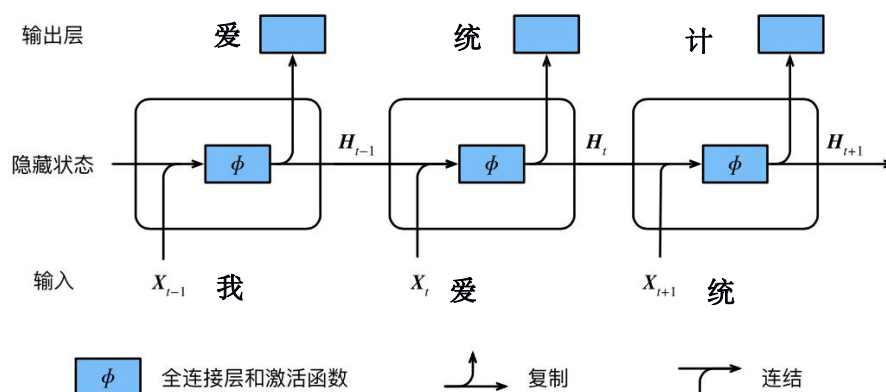 输出层 爱 统 计
隐藏状态 ϕ H_{t-1} ϕ H_t ϕ H_{t+1}
输入 X_{t-1} 我 X_t 爱 X_{t+1} 统
ϕ 全连接层和激活函数 复制 连结